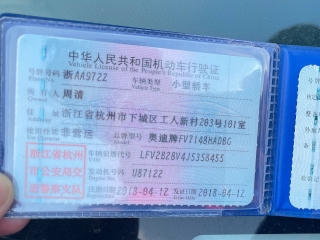 中华人民共和国机动车行驶证
Vehicle License of the People's Republic of China
号牌号码 浙AA9722 车辆类型 小型轿车
Vehicle Type
所有人 周清
住 址 浙江省杭州市下城区工人新村203号101室
使用性质 非营运 品牌型号 奥迪牌FV7148HADBG
浙江省杭州 车辆识别代号 LFV2B28V4J5358455
市公安局交 发动机号码 U87122
通警察支队 2018-04-12 发证日期 2018-04-12